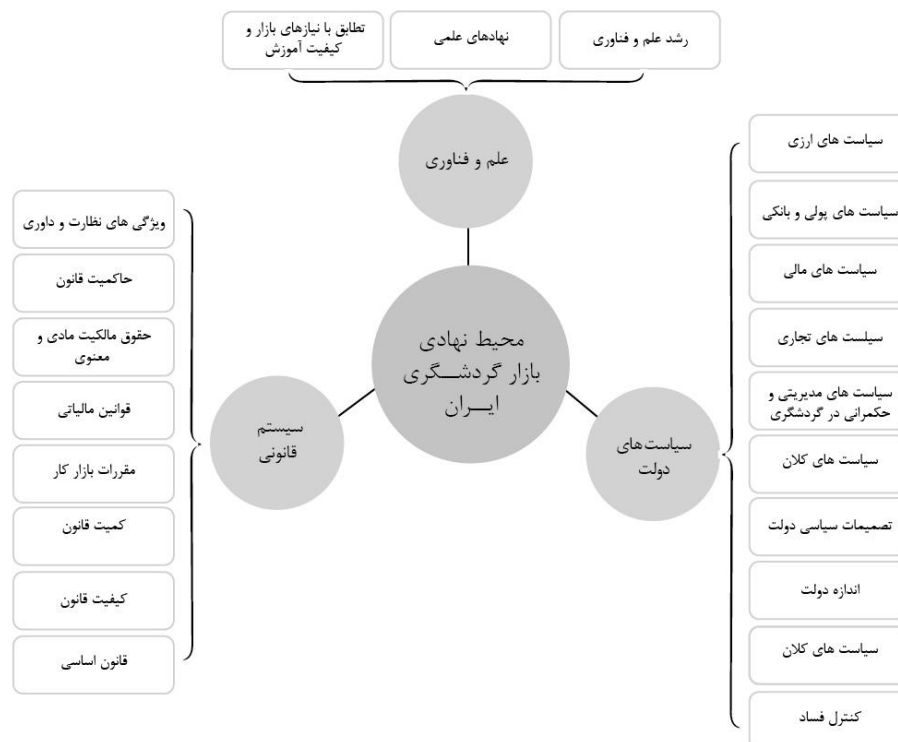 رشد علم و فناوری
نهادهای علمی
تطابق با نیازهای بازار و
کیفیت آموزش
علم و فناوری
محیط نهادی
بازار گردشـــگری
ایـــران
سیاست‌های
دولت
سیاست های ارزی
سیاست های پولی و بانکی
سیاست های مالی
سیلست های تجاری
سیاست های مدیریتی و
حکمرانی در گردشگری
سیاست های کلان
تصمیمات سیاسی دولت
اندازه دولت
سیاست های کلان
کنترل فساد
سیستم
قانونی
ویژگی های نظارت و داوری
حاکمیت قانون
حقوق مالکیت مادی و
معنوی
قوانین مالیاتی
مقررات بازار کار
کمیت قانون
کیفیت قانون
قانون اساسی